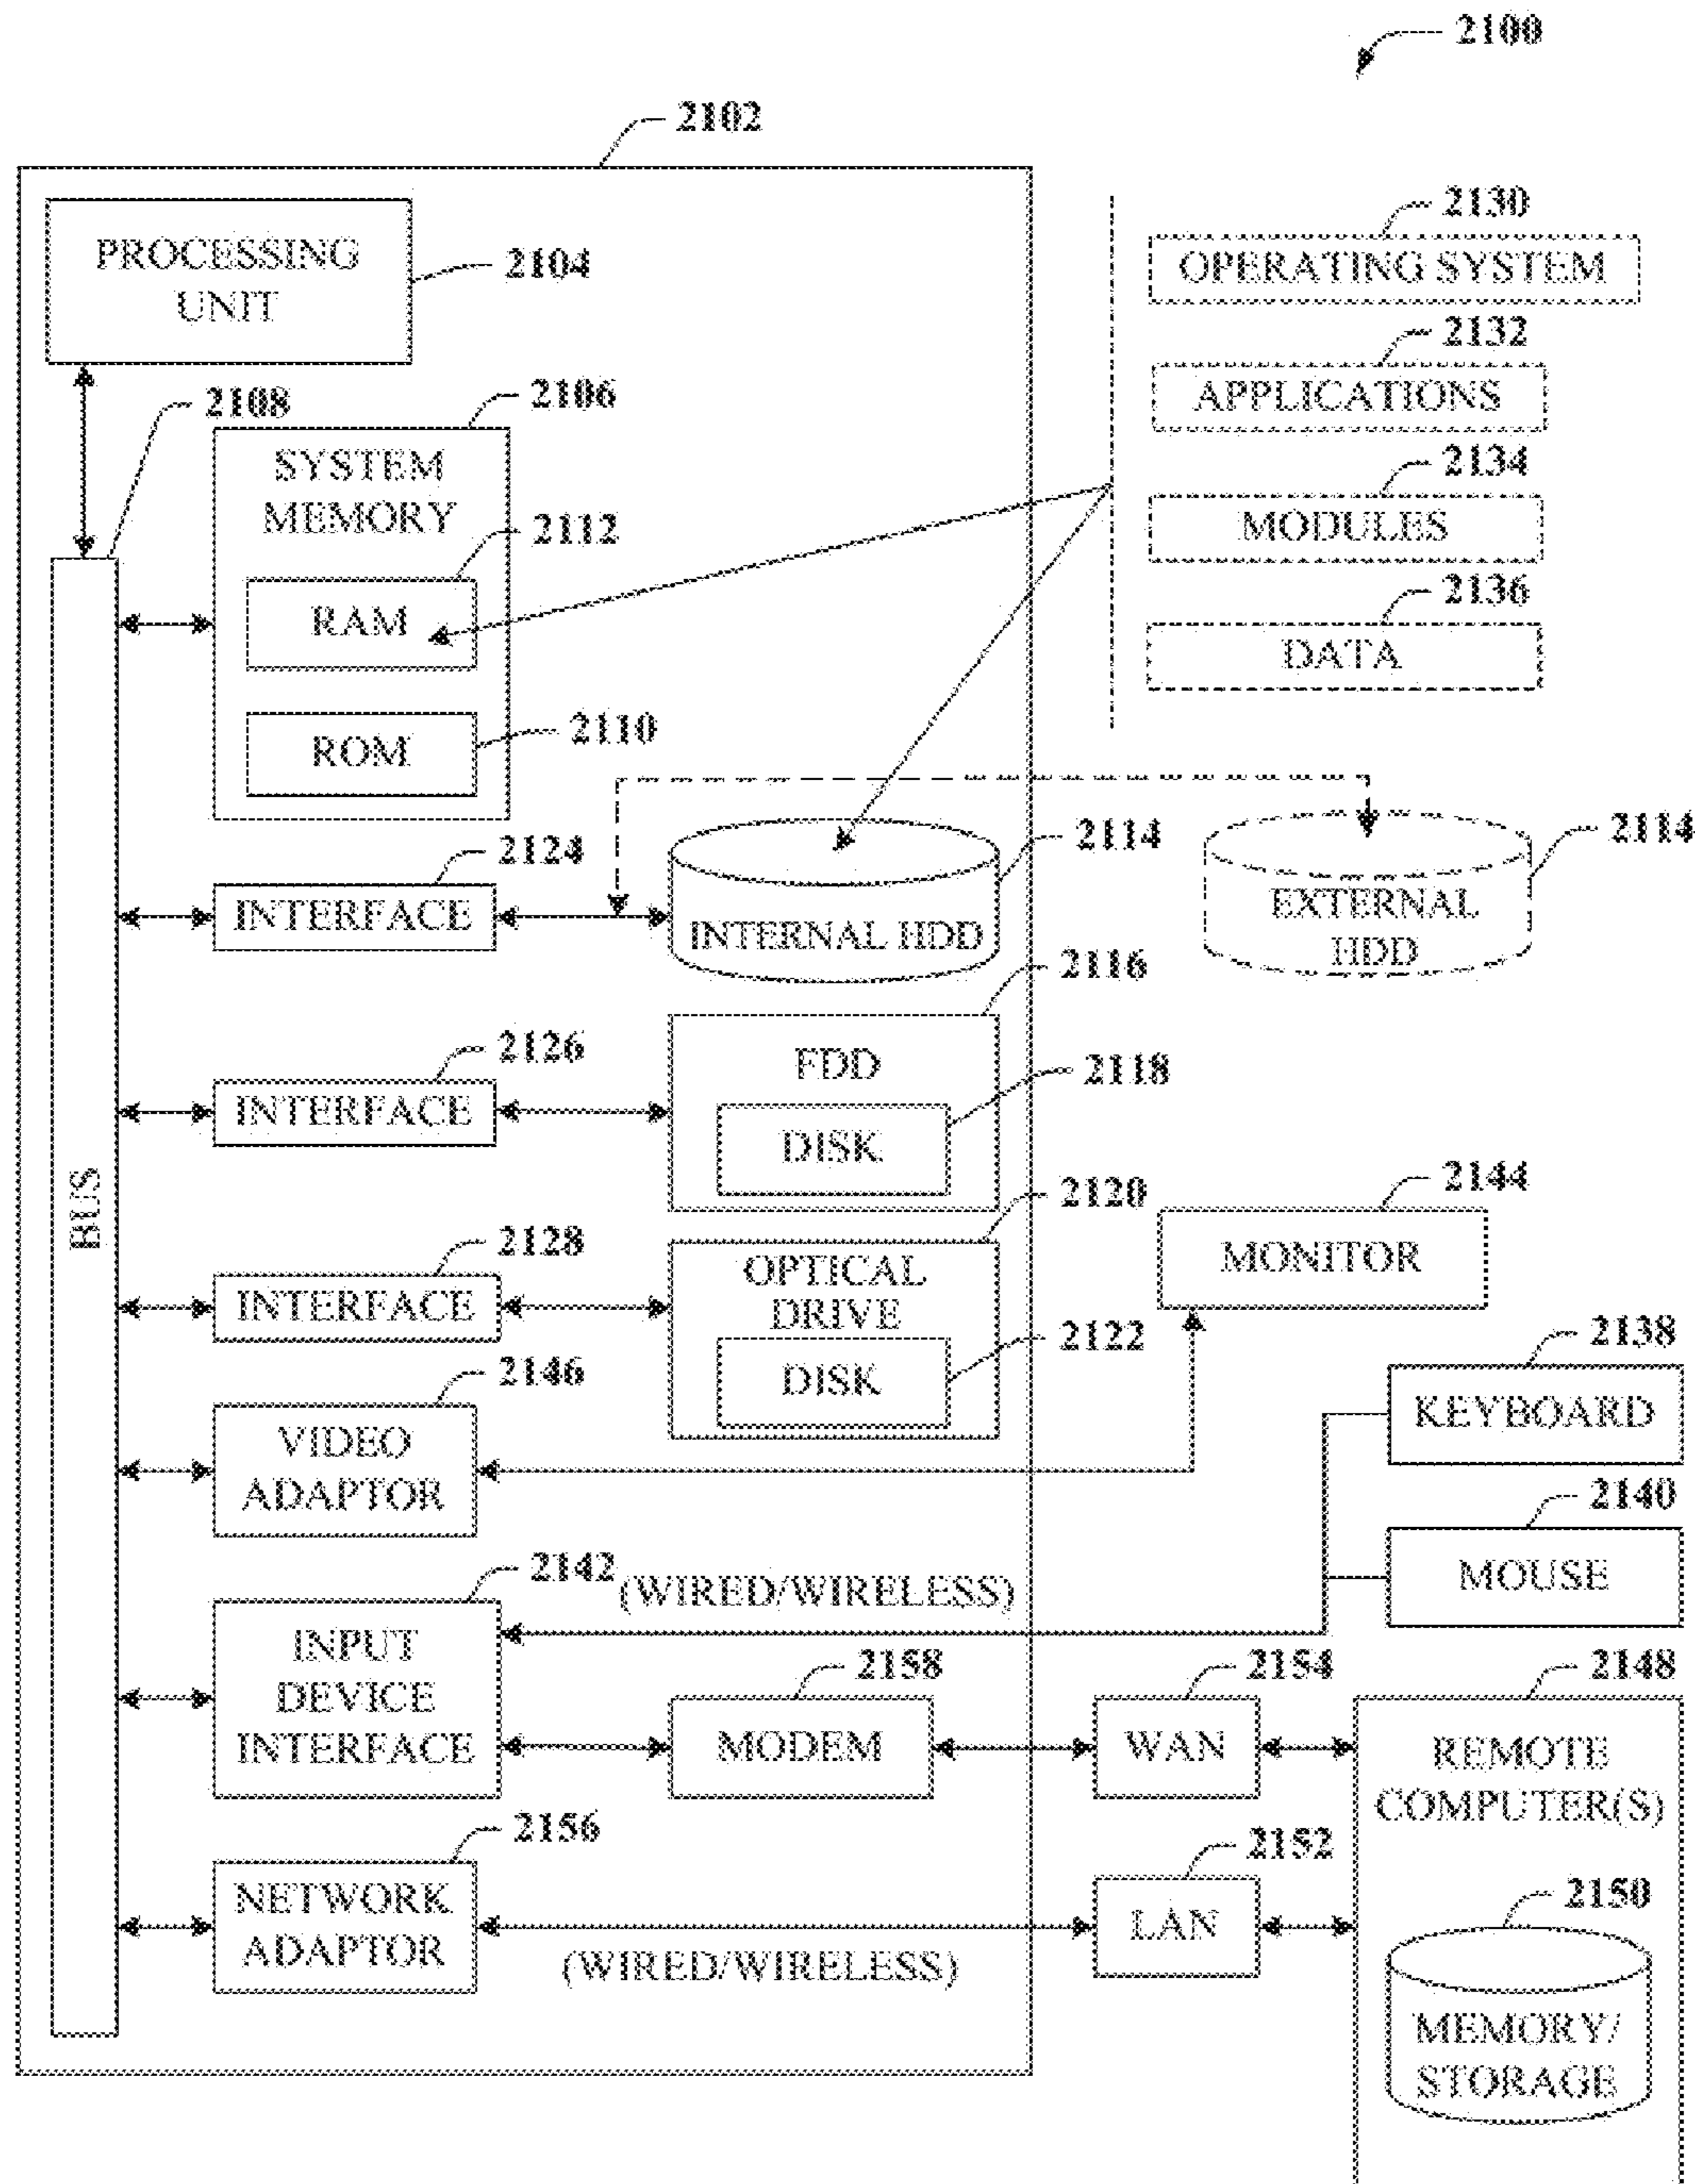 2100
2102
PROCESSING
UNIT
2104
2130
OPERATING SYSTEM
2132
APPLICATIONS
2134
MODULES
2136
DATA
2108
2106
SYSTEM
MEMORY
2112
RAM
2110
ROM
BUS
2124
INTERFACE
2114
INTERNAL HDD
2114
EXTERNAL
HDD
2126
INTERFACE
2116
FDD
2118
DISK
2128
INTERFACE
2120
OPTICAL
DRIVE
2122
DISK
2144
MONITOR
2146
VIDEO
ADAPTOR
2138
KEYBOARD
2140
MOUSE
2142
(WIRED/WIRELESS)
INPUT
DEVICE
INTERFACE
2158
MODEM
2154
WAN
2148
REMOTE
COMPUTER(S)
2156
NETWORK
ADAPTOR
(WIRED/WIRELESS)
2152
LAN
2150
MEMORY/
STORAGE